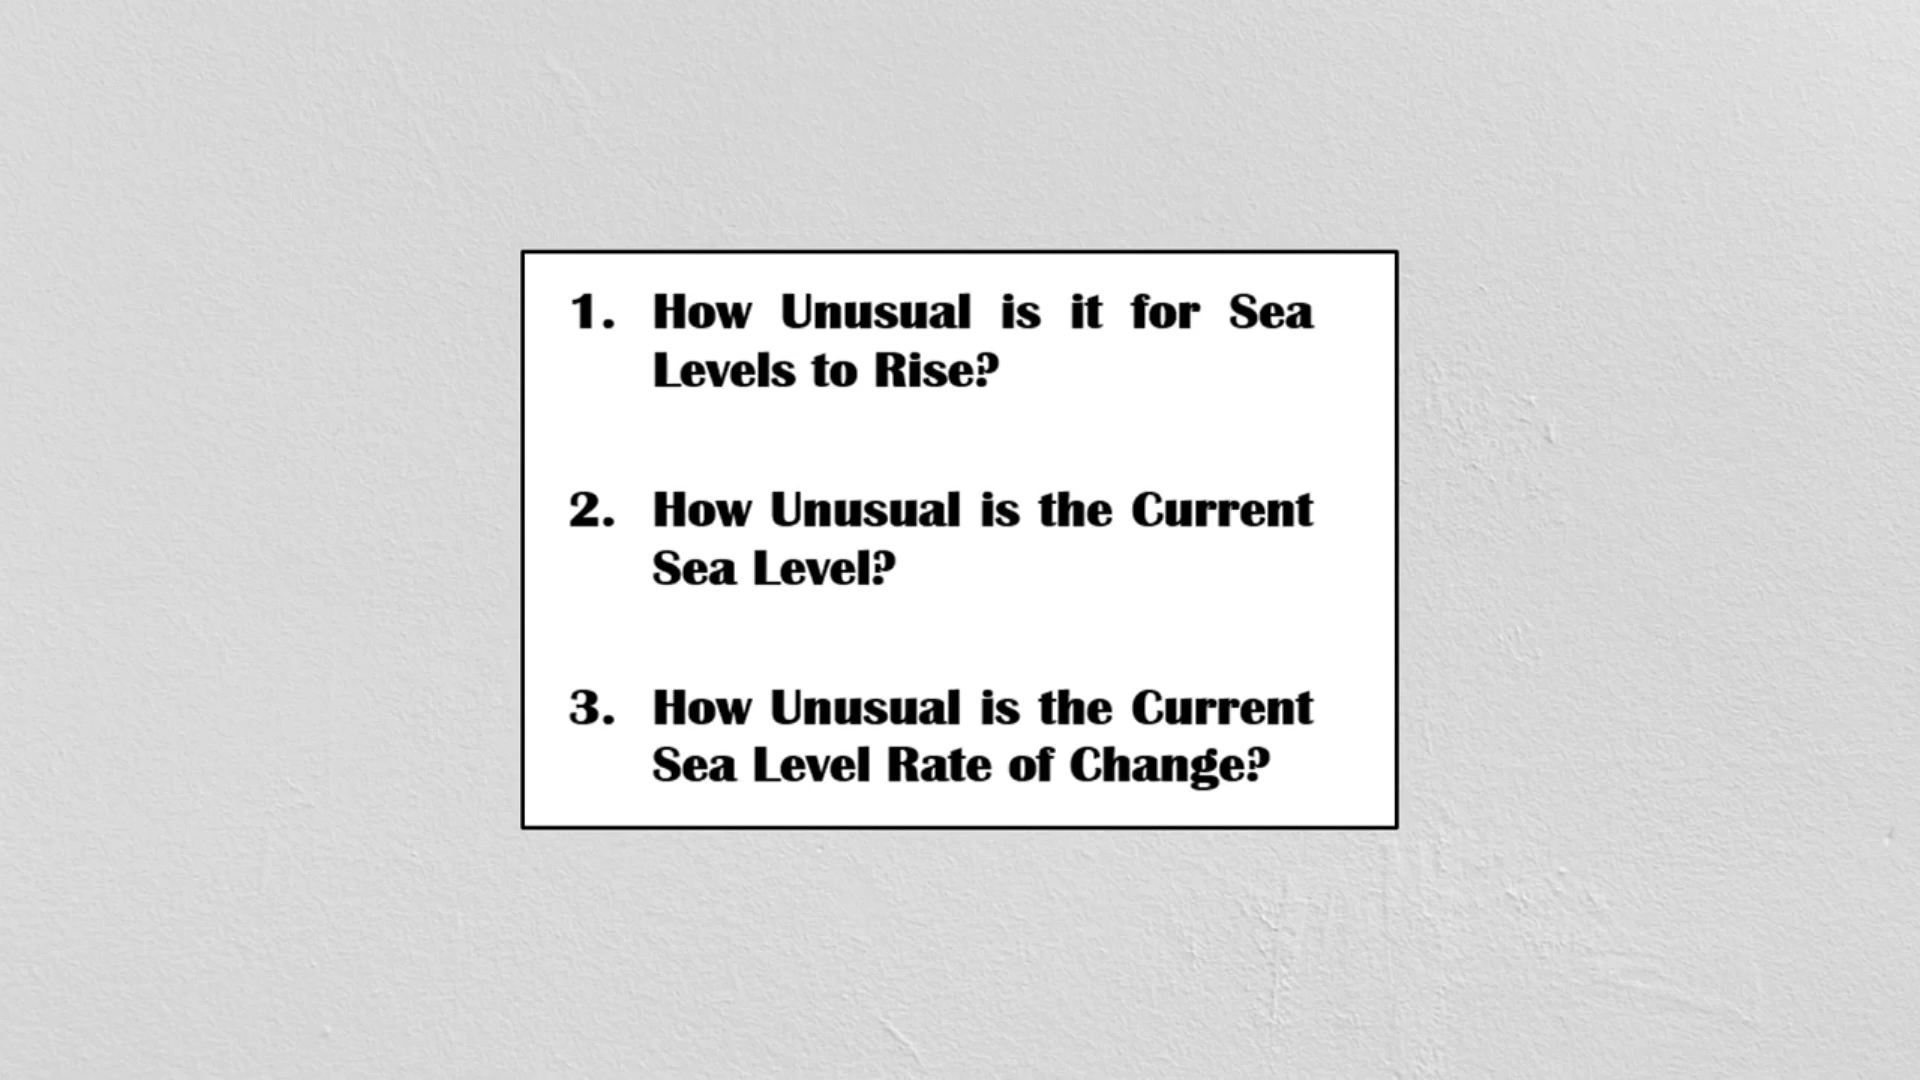 1. How Unusual is it for Sea
Levels to Rise?
2. How Unusual is the Current
Sea Level?
3. How Unusual is the Current
Sea Level Rate of Change?